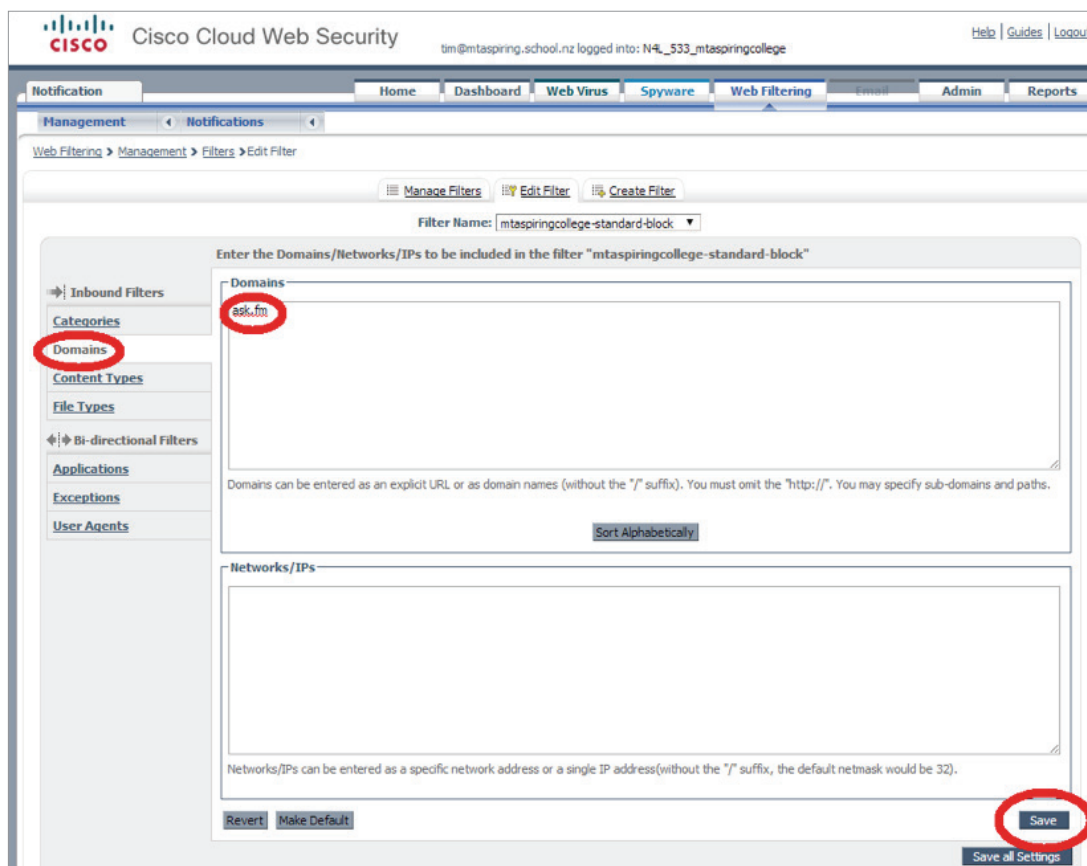 CISCO
Cisco Cloud Web Security
tim@mtaspiring.school.nz logged into: N4L_533_mtaspiringcollege
Help | Guides | Logout
Notification
Home
Dashboard
Web Virus
Spyware
Web Filtering
Email
Admin
Reports
Management
Notifications
Web Filtering > Management > Filters >Edit Filter
Manage Filters
Edit Filter
Create Filter
Filter Name: mtaspiringcollege-standard-block
Enter the Domains/Networks/IPs to be included in the filter "mtaspiringcollege-standard-block"
Inbound Filters
Categories
Domains
Content Types
File Types
Bi-directional Filters
Applications
Exceptions
User Agents
Domains
ask.fm
Domains can be entered as an explicit URL or as domain names (without the "/" suffix). You must omit the "http://". You may specify sub-domains and paths.
Sort Alphabetically
Networks/IPs
Networks/IPs can be entered as a specific network address or a single IP address(without the "/" suffix, the default netmask would be 32).
Revert
Make Default
Save
Save all Settings